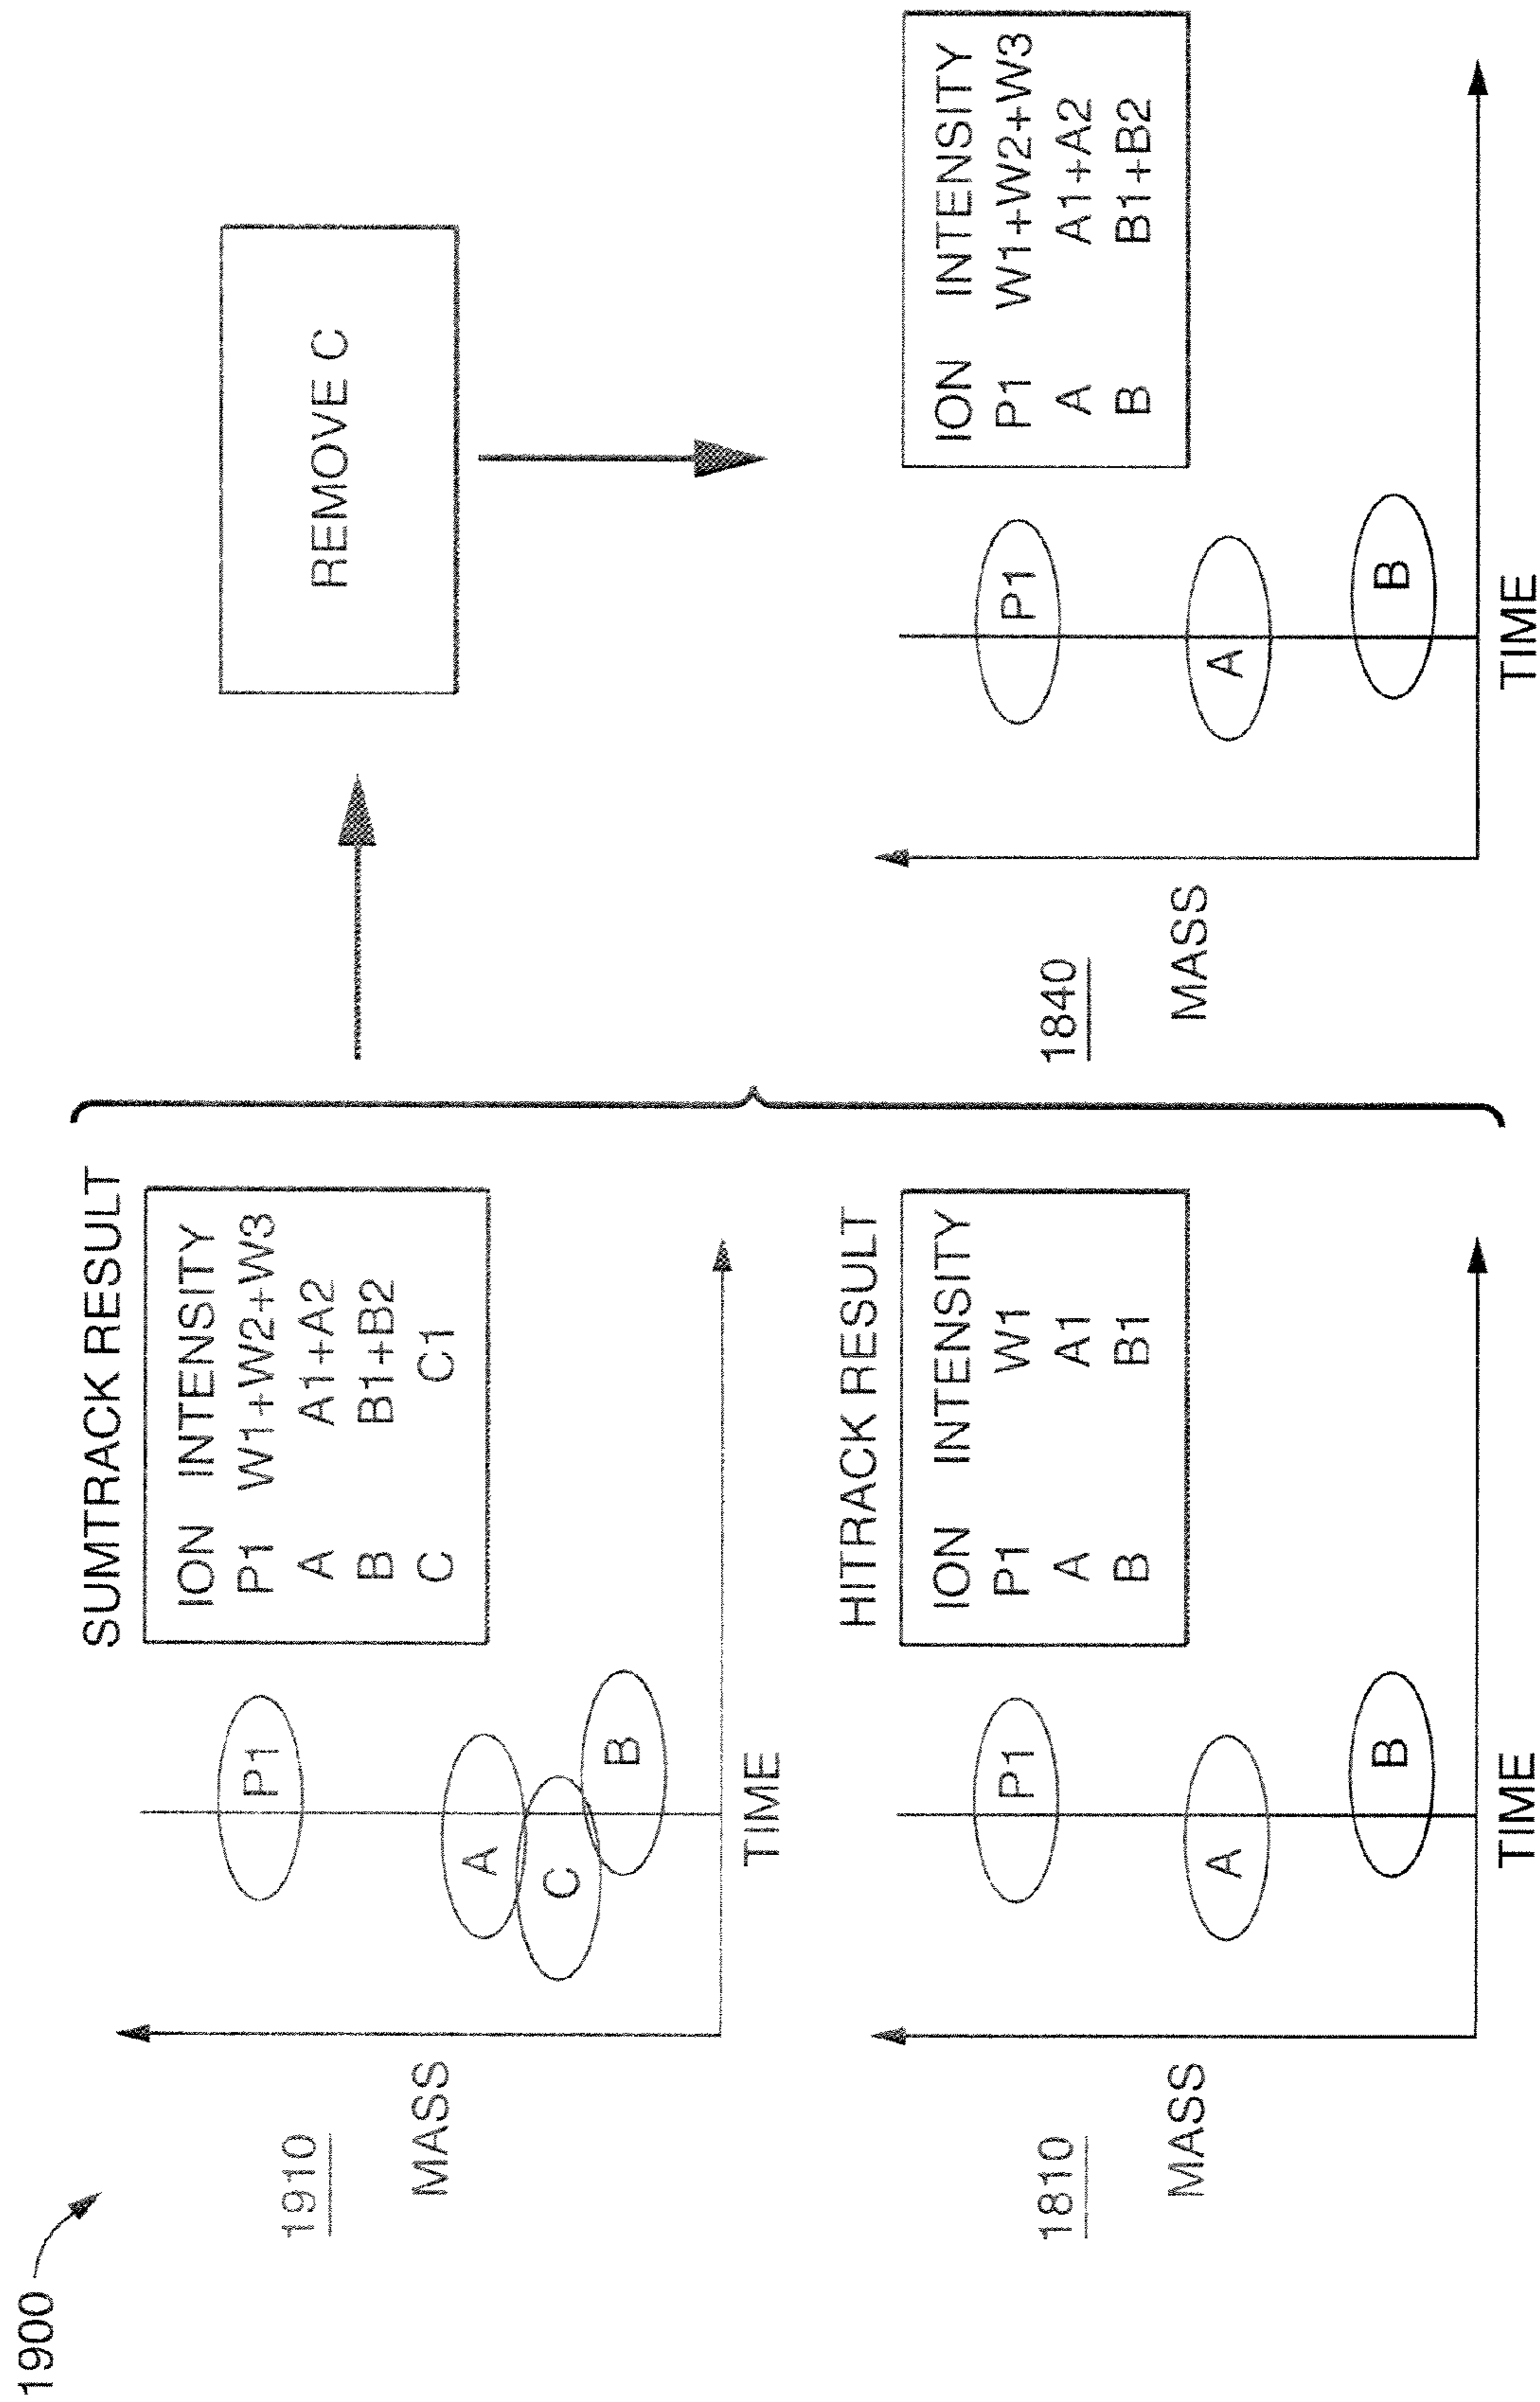 1900
SUMTRACK RESULT
ION INTENSITY
P1 W1+W2+W3
A A1+A2
B B1+B2
C C1
1910
MASS
P1
A
C
B
TIME
REMOVE C
HITRACK RESULT
ION INTENSITY
P1 W1
A A1
B B1
1810
MASS
P1
A
B
TIME
ION INTENSITY
P1 W1+W2+W3
A A1+A2
B B1+B2
1840
MASS
P1
A
B
TIME